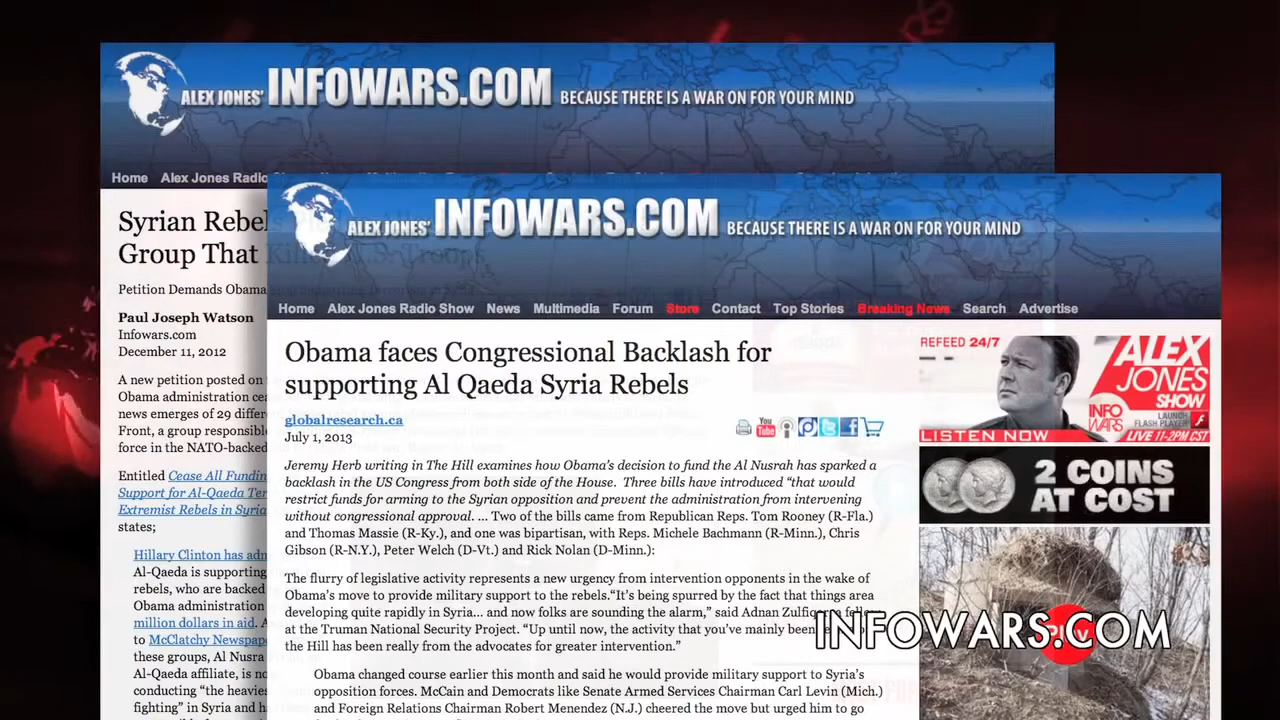 ALEX JONES' INFOWARS.COM BECAUSE THERE IS A WAR ON FOR YOUR MIND
Home Alex Jones Radio
Syrian Rebel
Group That
Petition Demands Obama
Paul Joseph Watson
Infowars.com
December 11, 2012
A new petition posted on
Obama administration cea
news emerges of 29 differ
Front, a group responsible
force in the NATO-backed
Entitled Cease All Funding
Support for Al-Qaeda Ter
Extremist Rebels in Syria
states;
Hillary Clinton has adm
Al-Qaeda is supporting
rebels, who are backed
Obama administration
million dollars in aid. A
to McClatchy Newspape
these groups, Al Nusra
Al-Qaeda affiliate, is no
conducting “the heavies
fighting” in Syria and ha
ALEX JONES' INFOWARS.COM BECAUSE THERE IS A WAR ON FOR YOUR MIND
Home Alex Jones Radio Show News Multimedia Forum Store Contact Top Stories Breaking News Search Advertise
Obama faces Congressional Backlash for
supporting Al Qaeda Syria Rebels
globalresearch.ca
July 1, 2013
You
Tube
Jeremy Herb writing in The Hill examines how Obama’s decision to fund the Al Nusrah has sparked a
backlash in the US Congress from both side of the House. Three bills have introduced “that would
restrict funds for arming to the Syrian opposition and prevent the administration from intervening
without congressional approval. … Two of the bills came from Republican Reps. Tom Rooney (R-Fla.)
and Thomas Massie (R-Ky.), and one was bipartisan, with Reps. Michele Bachmann (R-Minn.), Chris
Gibson (R-N.Y.), Peter Welch (D-Vt.) and Rick Nolan (D-Minn.):
The flurry of legislative activity represents a new urgency from intervention opponents in the wake of
Obama’s move to provide military support to the rebels.“It’s being spurred by the fact that things area
developing quite rapidly in Syria… and now folks are sounding the alarm,” said Adnan
at the Truman National Security Project. “Up until now, the activity that you’ve mainly been
the Hill has been really from the advocates for greater intervention.”
Obama changed course earlier this month and said he would provide military support to Syria’s
opposition forces. McCain and Democrats like Senate Armed Services Chairman Carl Levin (Mich.)
and Foreign Relations Chairman Robert Menendez (N.J.) cheered the move but urged him to go
REFEED 24/7
ALEX
JONES
SHOW
INFO
WARS
LAUNCH
FLASH PLAYER
LISTEN NOW
LIVE 11-2PM CST
2 COINS
AT COST
INFOWARS.COM